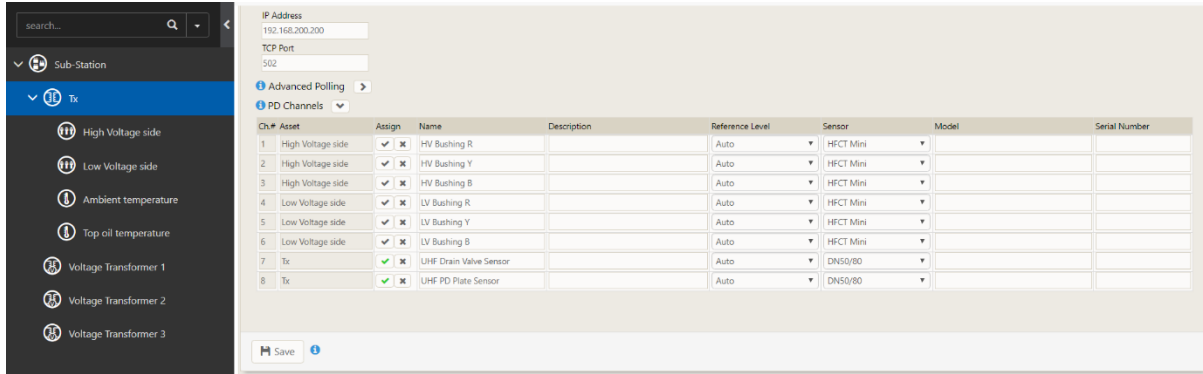 search...
Sub-Station
Tx
High Voltage side
Low Voltage side
Ambient temperature
Top oil temperature
Voltage Transformer 1
Voltage Transformer 2
Voltage Transformer 3
IP Address
192.168.200.200
TCP Port
502
Advanced Polling
PD Channels
Ch.# Asset Assign Name Description Reference Level Sensor Model Serial Number
1 High Voltage side HV Bushing R Auto HFCT Mini
2 High Voltage side HV Bushing Y Auto HFCT Mini
3 High Voltage side HV Bushing B Auto HFCT Mini
4 Low Voltage side LV Bushing R Auto HFCT Mini
5 Low Voltage side LV Bushing Y Auto HFCT Mini
6 Low Voltage side LV Bushing B Auto HFCT Mini
7 Tx UHF Drain Valve Sensor Auto DN50/80
8 Tx UHF PD Plate Sensor Auto DN50/80
Save